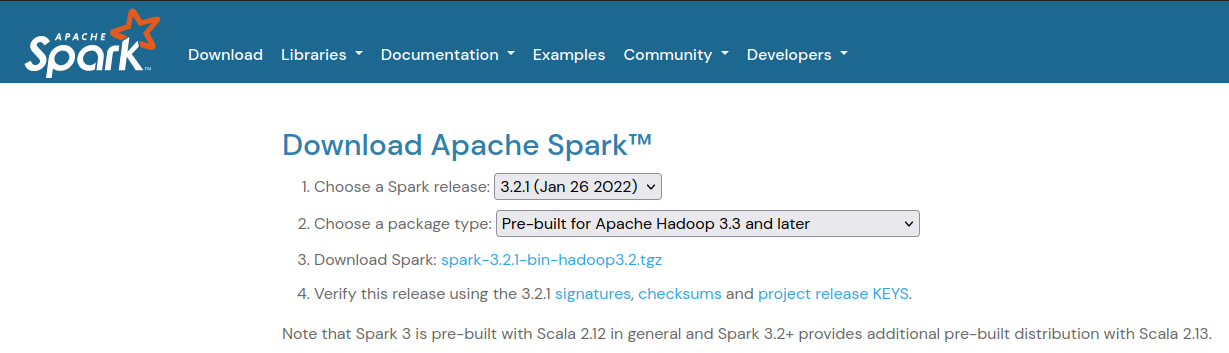 APACHE
Spark™
Download Libraries Documentation Examples Community Developers
Download Apache Spark™
1. Choose a Spark release: 3.2.1 (Jan 26 2022)
2. Choose a package type: Pre-built for Apache Hadoop 3.3 and later
3. Download Spark: spark-3.2.1-bin-hadoop3.2.tgz
4. Verify this release using the 3.2.1 signatures, checksums and project release KEYS.
Note that Spark 3 is pre-built with Scala 2.12 in general and Spark 3.2+ provides additional pre-built distribution with Scala 2.13.